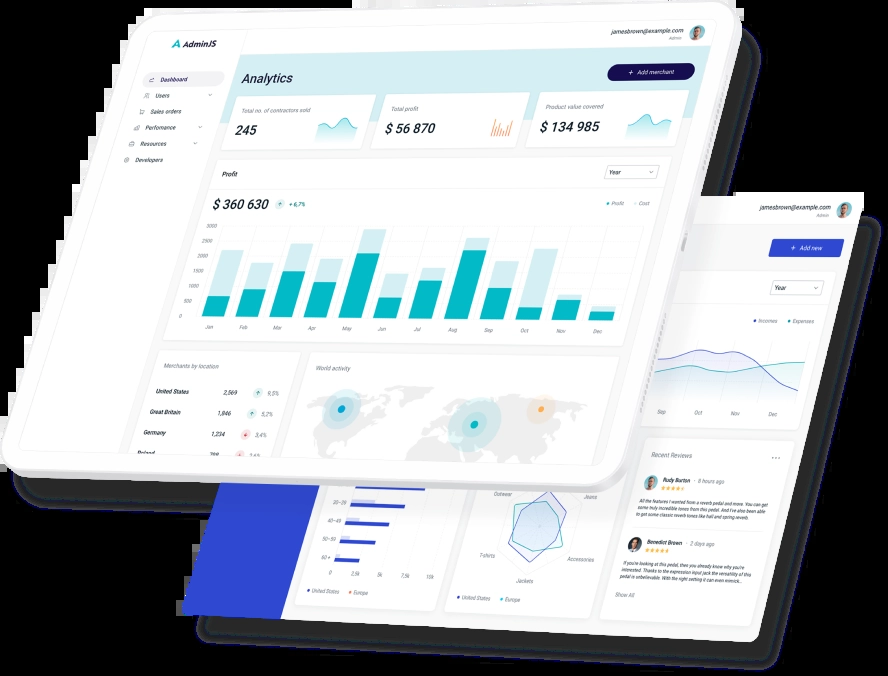 AdminJS
jamesbrown@example.com
Admin
Dashboard
Users
Sales orders
Perfomance
Resources
Developers
Analytics
+ Add merchant
Total no. of contractors sold
245
Total profit
$ 56 870
Product value covered
$ 134 985
Profit
Year
$ 360 630
+ 6,7%
Profit
Cost
3000
2500
2000
1500
1000
500
0
Jan
Feb
Mar
Apr
May
Jun
Jul
Aug
Sep
Oct
Nov
Dec
Merchants by location
United States 2,569 9,5%
Great Britain 1,846 5,2%
Germany 1,234 3,4%
Poland
World activity
jamesbrown@example.com
Admin
+ Add new
Year
Incomes
Expenses
Sep
Oct
Nov
Dec
Recent Reviews
Rudy Burton · 8 hours ago
All the features I wanted from a reverb pedal and more. You can get
some truly incredible tones from this pedal. And I've also been able
to get some classic reverb tones like hall and spring reverb.
Benedict Brown · 2 days ago
If you're looking at this pedal, then you already know why you're
interested. Thanks to the expression input jack the versatility of this
pedal is unbelievable. With the right setting it can even mimick...
Show All
30–39
40–49
50–59
60 +
0
2,5k
5k
7,5k
10k
United States
Europe
Outwear
Jeans
Accessories
Jackets
T-shirts
United States
Europe